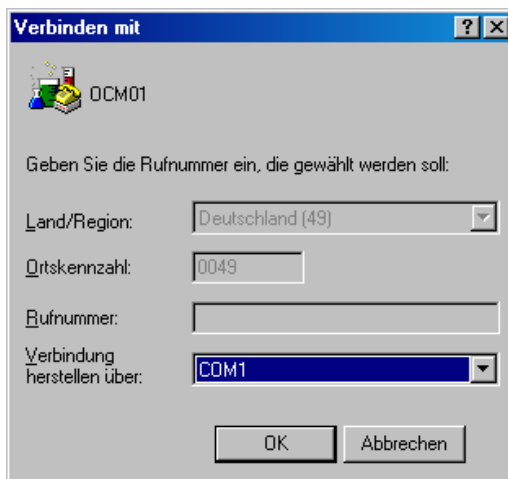 Verbinden mit
OCM01
Geben Sie die Rufnummer ein, die gewählt werden soll:
Land/Region: Deutschland (49)
Ortskennzahl: 0049
Rufnummer:
Verbindung
herstellen über: COM1
OK Abbrechen